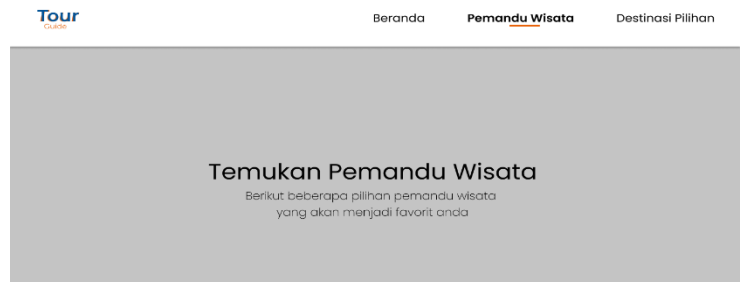 Tour
Guide
Beranda Pemandu Wisata Destinasi Pilihan
Temukan Pemandu Wisata
Berikut beberapa pilihan pemandu wisata
yang akan menjadi favorit anda